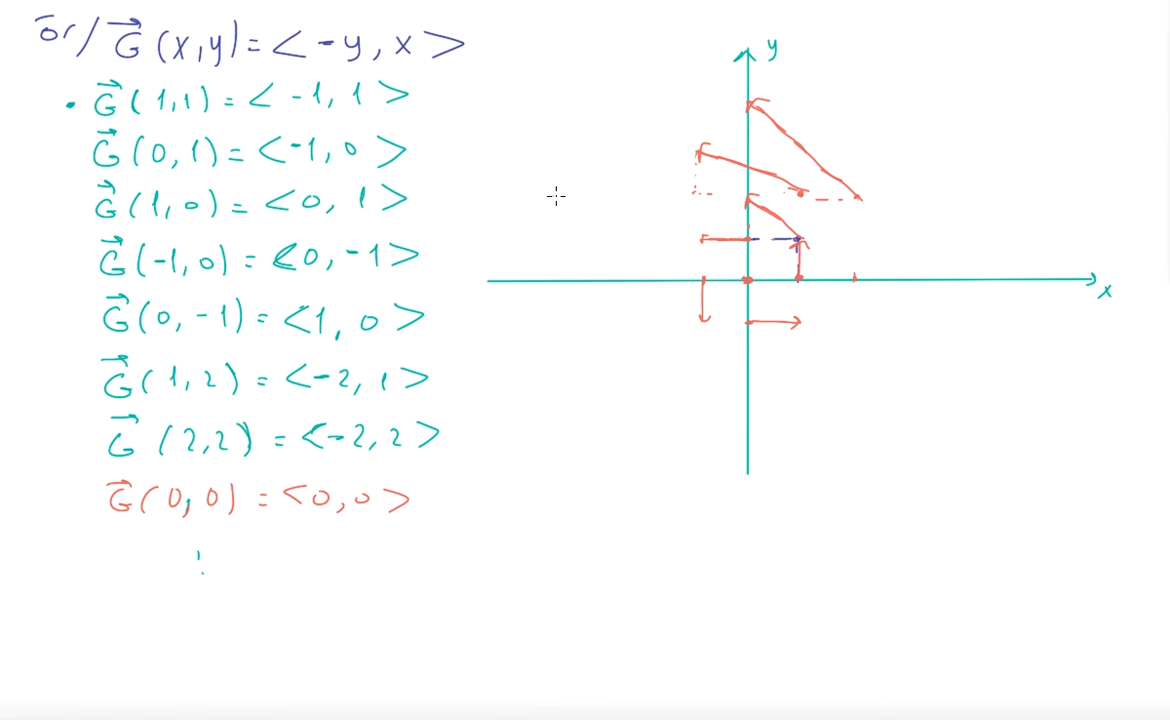 or/ G⃗ (x,y) = < -y, x >
• G⃗ (1,1) = < -1, 1 >
G⃗ (0,1) = < -1, 0 >
G⃗ (1,0) = < 0, 1 >
G⃗ (-1,0) = < 0, -1 >
G⃗ (0,-1) = < 1, 0 >
G⃗ (1,2) = < -2, 1 >
G⃗ (2,2) = < -2, 2 >
G⃗ (0,0) = < 0, 0 >
y
x